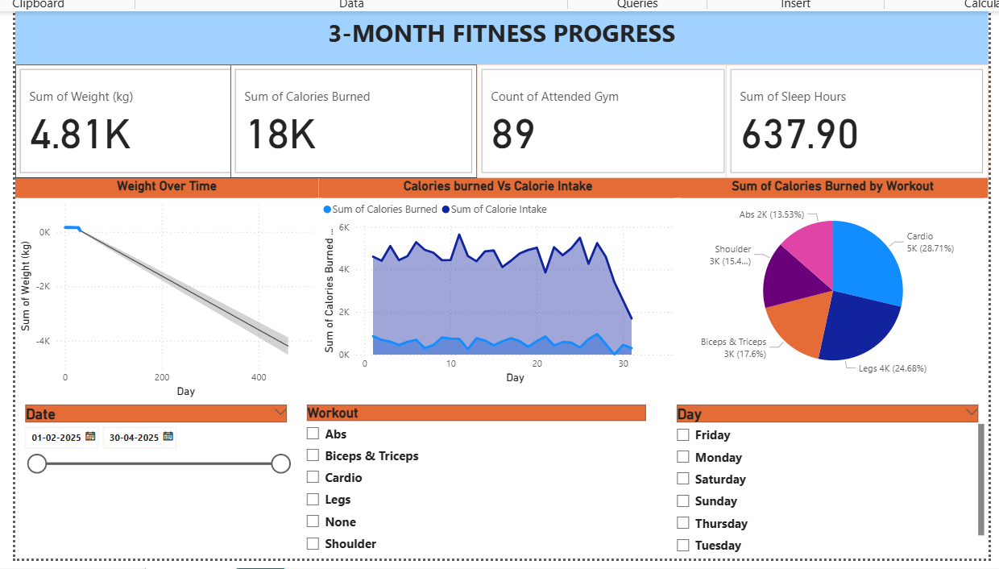 Clipboard
Data
Queries
Insert
3-MONTH FITNESS PROGRESS
Sum of Weight (kg)
4.81K
Sum of Calories Burned
18K
Count of Attended Gym
89
Sum of Sleep Hours
637.90
Weight Over Time
Sum of Weight (kg)
0K
-2K
-4K
0
200
400
Day
Calories burned Vs Calorie Intake
Sum of Calories Burned
Sum of Calorie Intake
Sum of Calories Burned ...
6K
4K
2K
0K
0
10
20
30
Day
Sum of Calories Burned by Workout
Abs 2K (13.53%)
Cardio
5K (28.71%)
Shoulder
3K (15.4...)
Biceps & Triceps
3K (17.6%)
Legs 4K (24.68%)
Date
01-02-2025
30-04-2025
Workout
Abs
Biceps & Triceps
Cardio
Legs
None
Shoulder
Day
Friday
Monday
Saturday
Sunday
Thursday
Tuesday